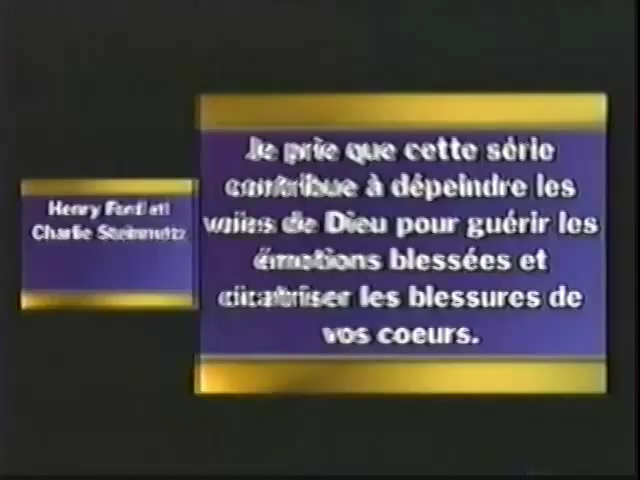 Henry Ford et
Charlie Steinmetz
Je prie que cette série
contribue à dépeindre les
voies de Dieu pour guérir les
émotions blessées et
cicatriser les blessures de
vos coeurs.